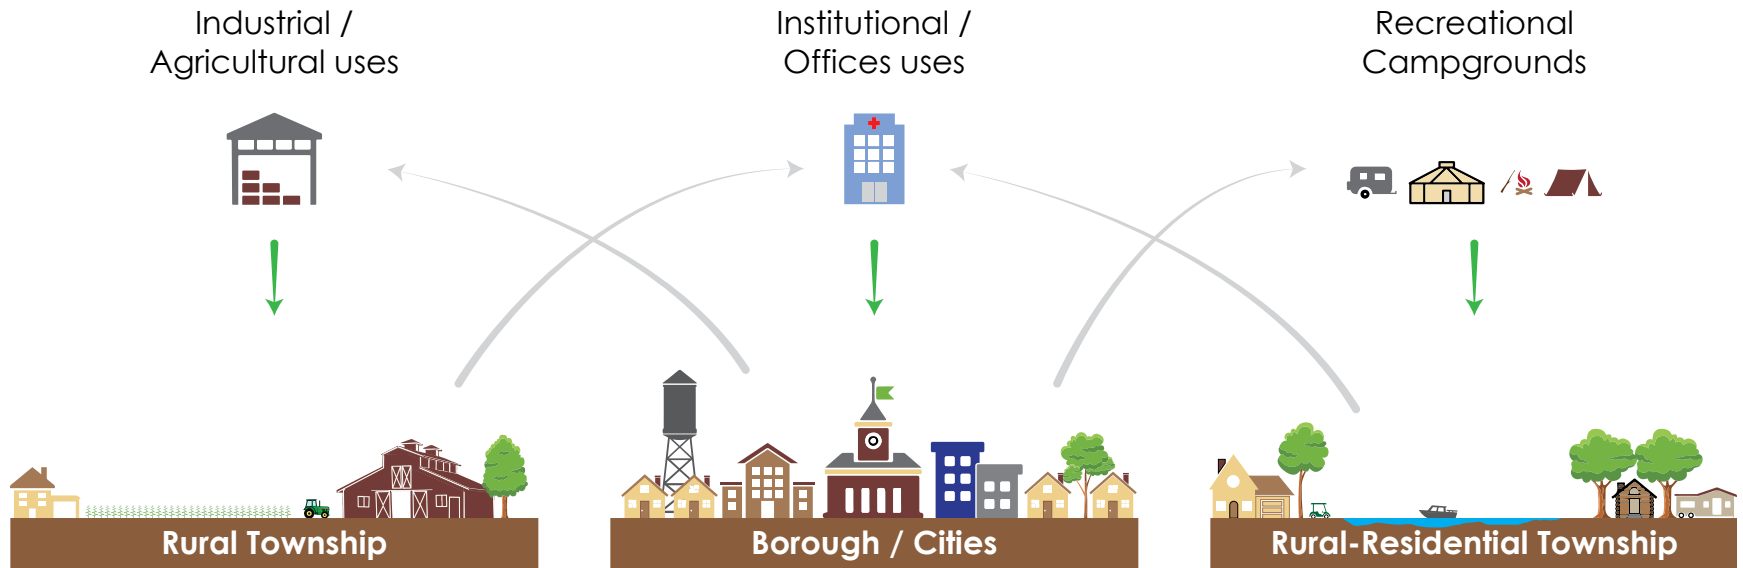 Industrial /
Agricultural uses
Institutional /
Offices uses
Recreational
Campgrounds
Rural Township
Borough / Cities
Rural-Residential Township